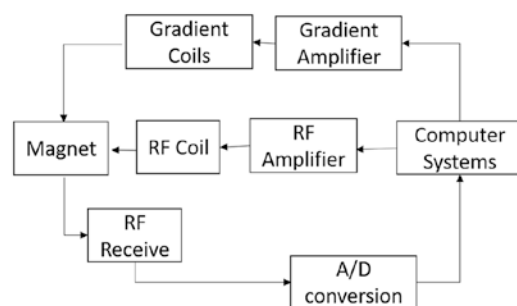 Gradient
Coils
Gradient
Amplifier
Magnet
RF Coil
RF
Amplifier
Computer
Systems
RF
Receive
A/D
conversion